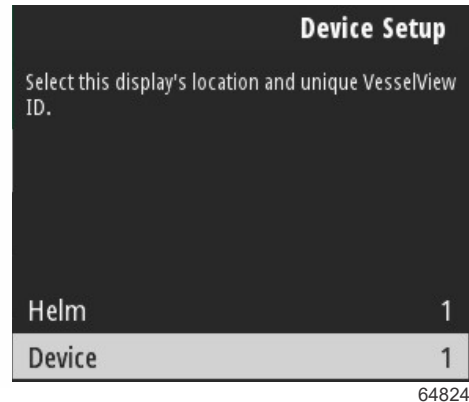 Device Setup
Select this display's location and unique VesselView
ID.
Helm 1
Device 1
64824